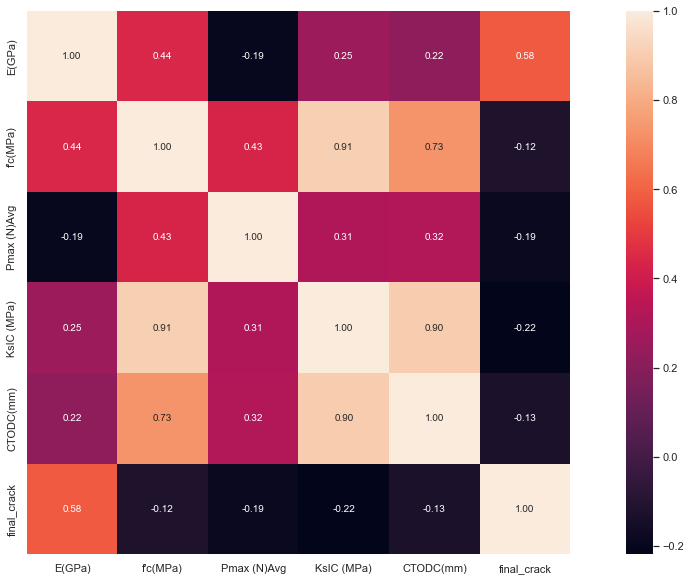 E(GPa) 1.00 0.44 -0.19 0.25 0.22 0.58
f'c(MPa) 0.44 1.00 0.43 0.91 0.73 -0.12
Pmax (N)Avg -0.19 0.43 1.00 0.31 0.32 -0.19
KsIC (MPa) 0.25 0.91 0.31 1.00 0.90 -0.22
CTODC(mm) 0.22 0.73 0.32 0.90 1.00 -0.13
final_crack 0.58 -0.12 -0.19 -0.22 -0.13 1.00
E(GPa) f'c(MPa) Pmax (N)Avg KsIC (MPa) CTODC(mm) final_crack
1.0
0.8
0.6
0.4
0.2
0.0
-0.2